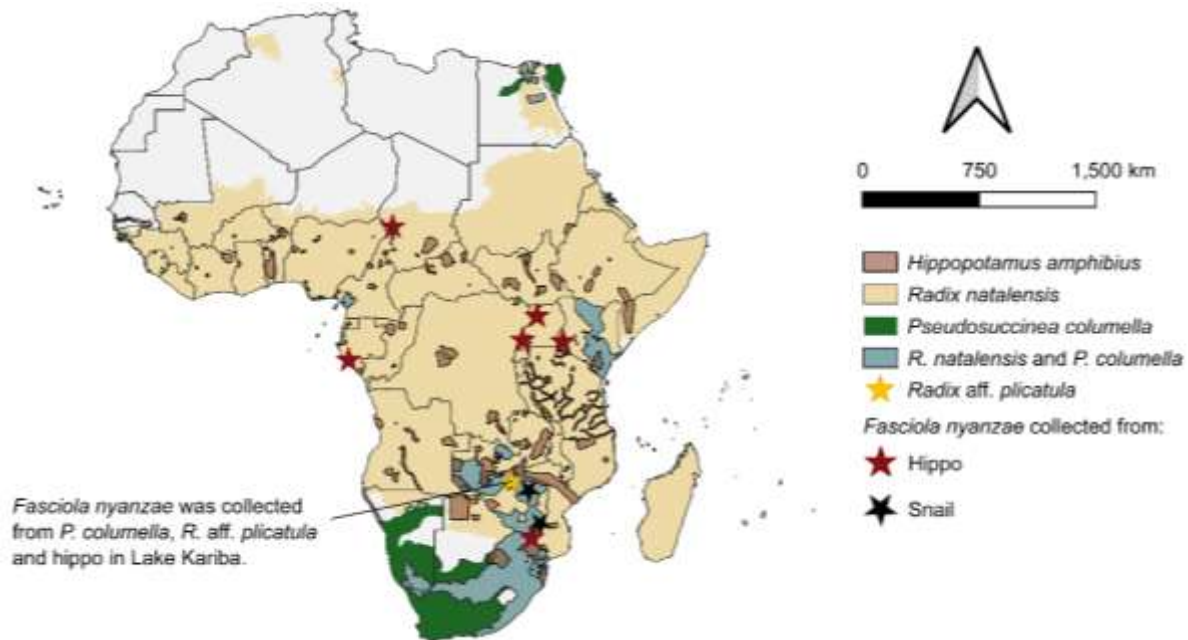 0 750 1,500 km
Hippopotamus amphibius
Radix natalensis
Pseudosuccinea columella
R. natalensis and P. columella
Radix aff. plicatula
Fasciola nyanzae collected from:
Hippo
Snail
Fasciola nyanzae was collected
from P. columella, R. aff. plicatula
and hippo in Lake Kariba.